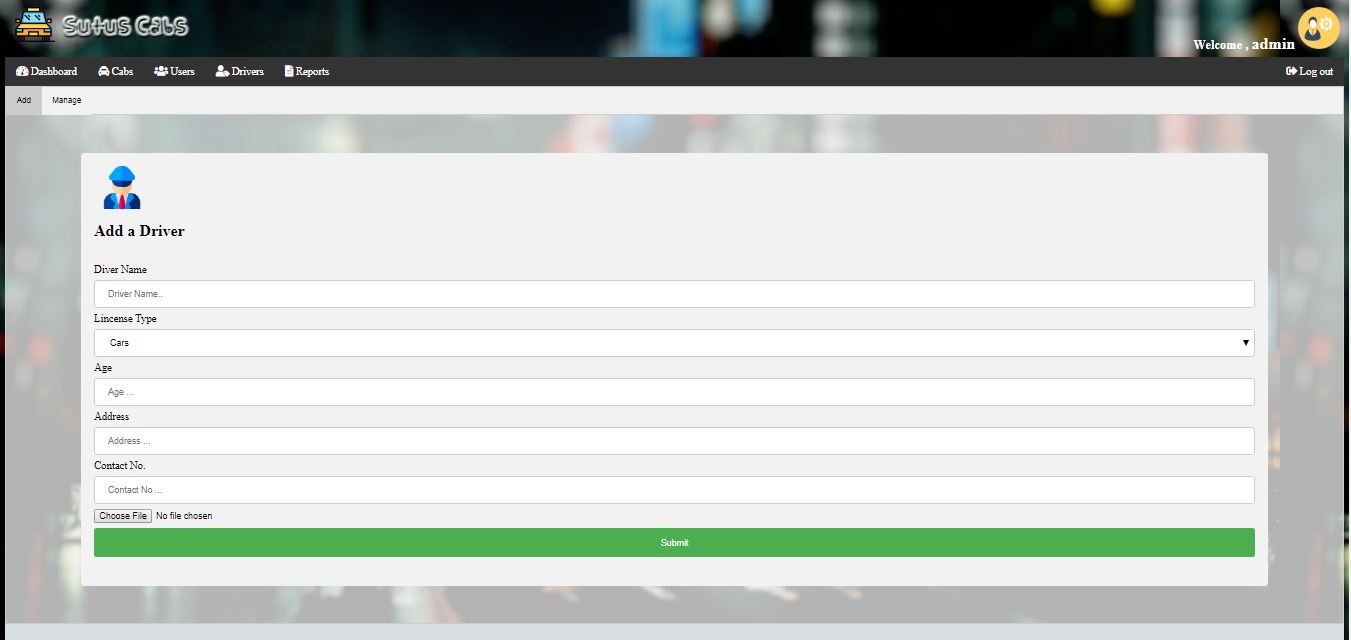 Sutus Cabs
Welcome , admin
Dashboard Cabs Users Drivers Reports Log out
Add Manage
Add a Driver
Diver Name
Driver Name..
Lincense Type
Cars
Age
Age ...
Address
Address ...
Contact No.
Contact No ...
Choose File No file chosen
Submit